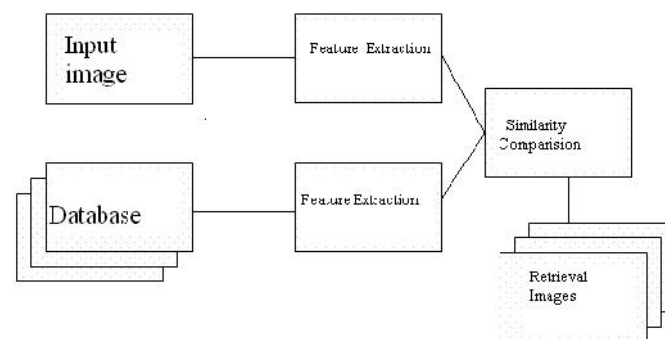 Input
image
Feature Extraction
Similarity
Comparision
Database
Feature Extraction
Retrieval
Images